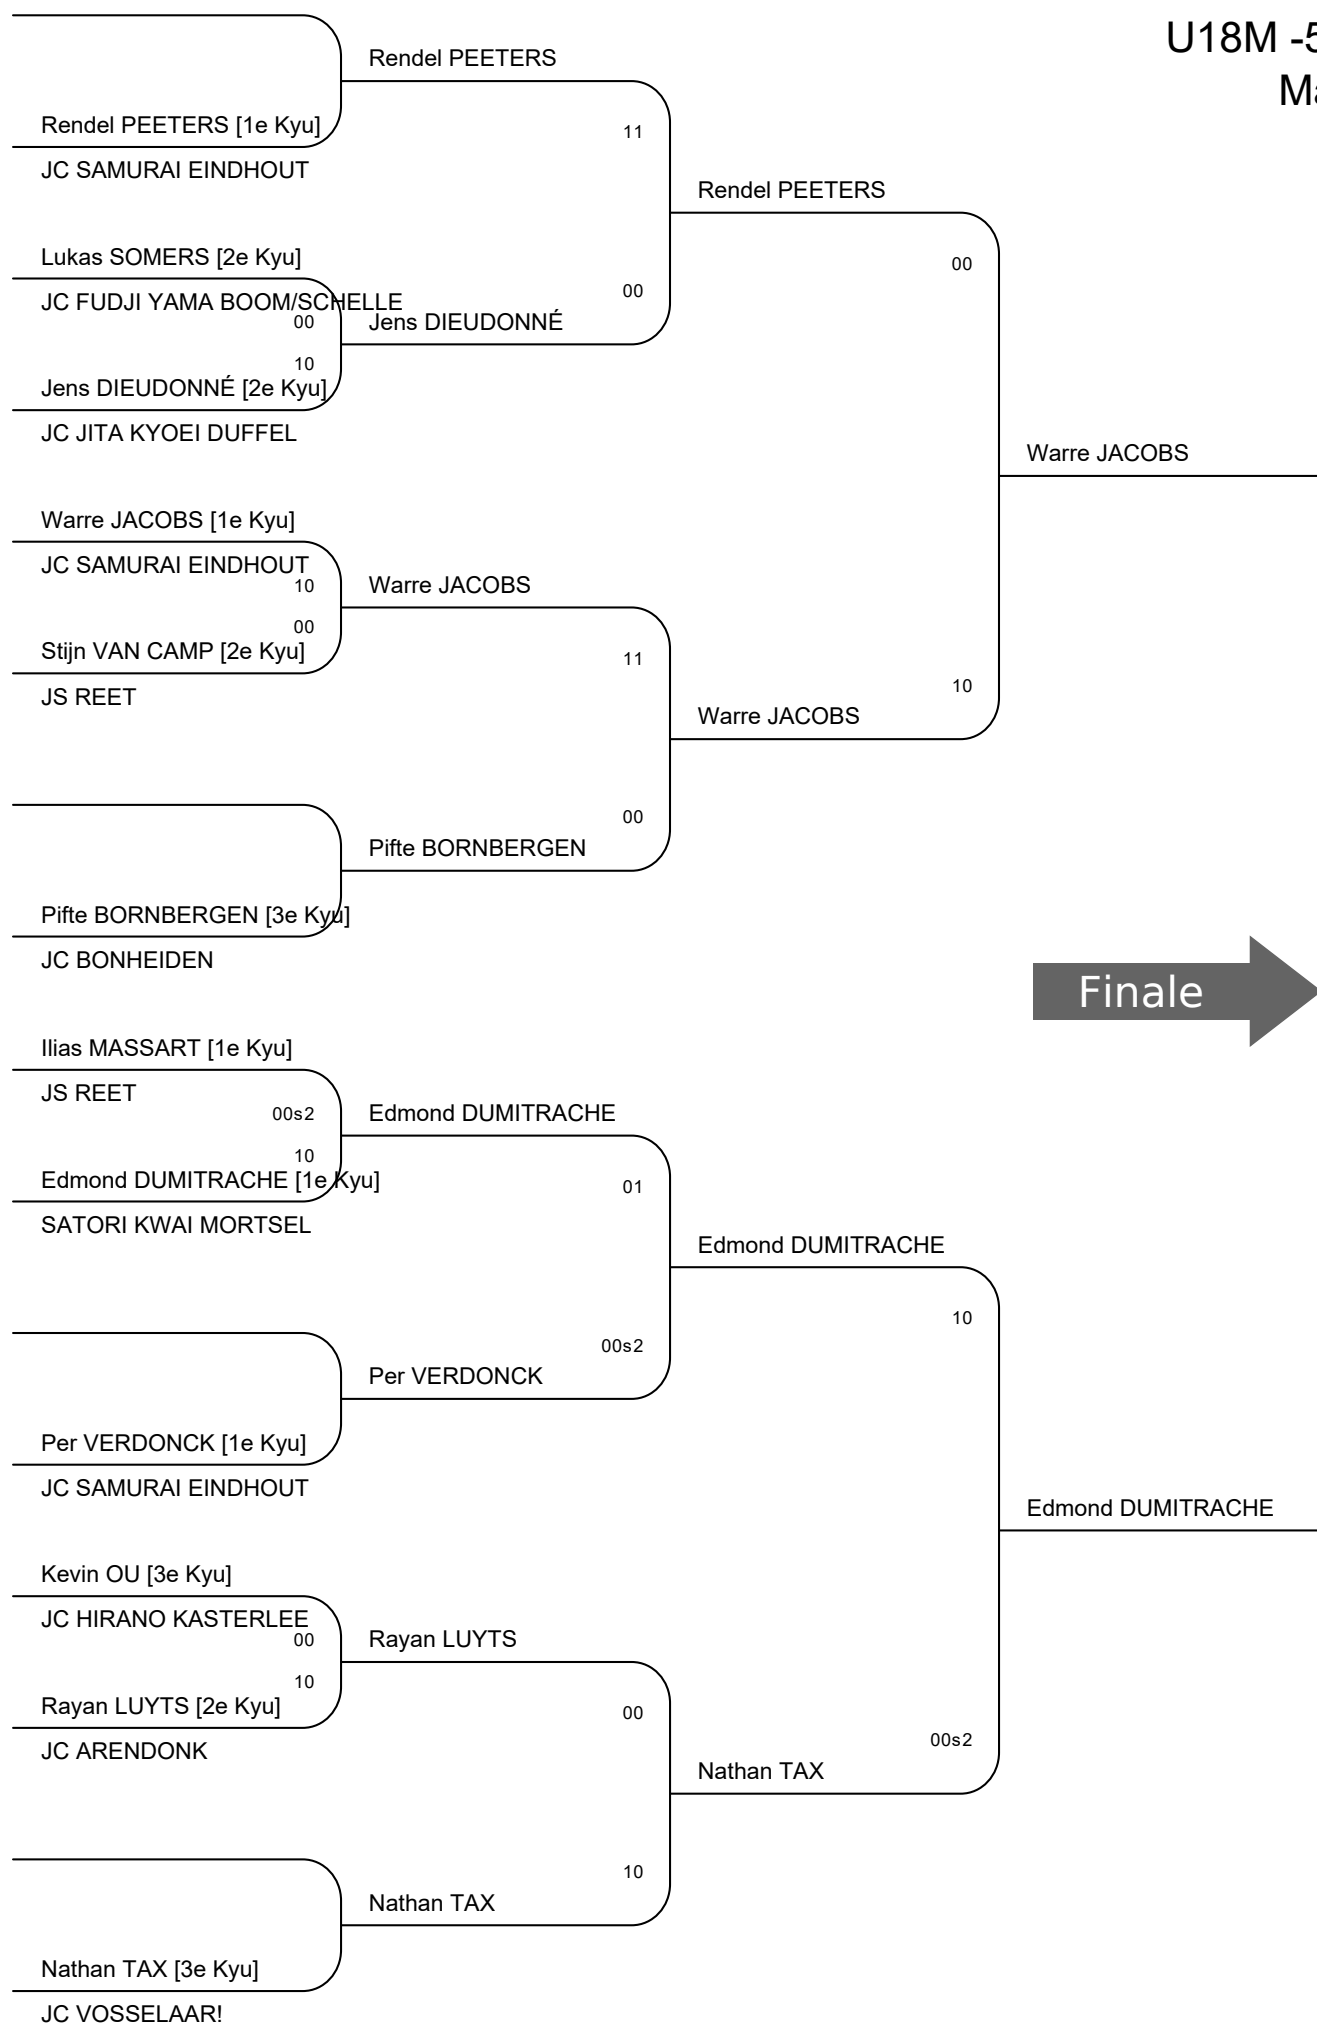 U18M -5
Ma
Rendel PEETERS
Rendel PEETERS [1e Kyu]
11
JC SAMURAI EINDHOUT
Rendel PEETERS
Lukas SOMERS [2e Kyu]
00
JC FUDJI YAMA BOOM/SCHELLE
00
00
Jens DIEUDONNÉ
10
Jens DIEUDONNÉ [2e Kyu]
JC JITA KYOEI DUFFEL
Warre JACOBS
Warre JACOBS [1e Kyu]
JC SAMURAI EINDHOUT
10
Warre JACOBS
00
Stijn VAN CAMP [2e Kyu]
11
JS REET
10
Warre JACOBS
00
Pifte BORNBERGEN
Pifte BORNBERGEN [3e Kyu]
JC BONHEIDEN
Finale
Ilias MASSART [1e Kyu]
JS REET
00s2
Edmond DUMITRACHE
10
Edmond DUMITRACHE [1e Kyu]
01
SATORI KWAI MORTSEL
Edmond DUMITRACHE
10
00s2
Per VERDONCK
Per VERDONCK [1e Kyu]
JC SAMURAI EINDHOUT
Edmond DUMITRACHE
Kevin OU [3e Kyu]
JC HIRANO KASTERLEE
00
Rayan LUYTS
10
Rayan LUYTS [2e Kyu]
00
JC ARENDONK
00s2
Nathan TAX
10
Nathan TAX
Nathan TAX [3e Kyu]
JC VOSSELAAR!